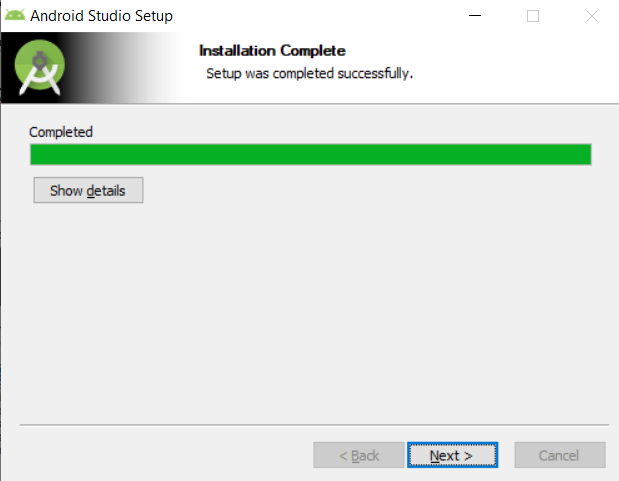 Android Studio Setup
Installation Complete
Setup was completed successfully.
Completed
Show details
< Back
Next >
Cancel